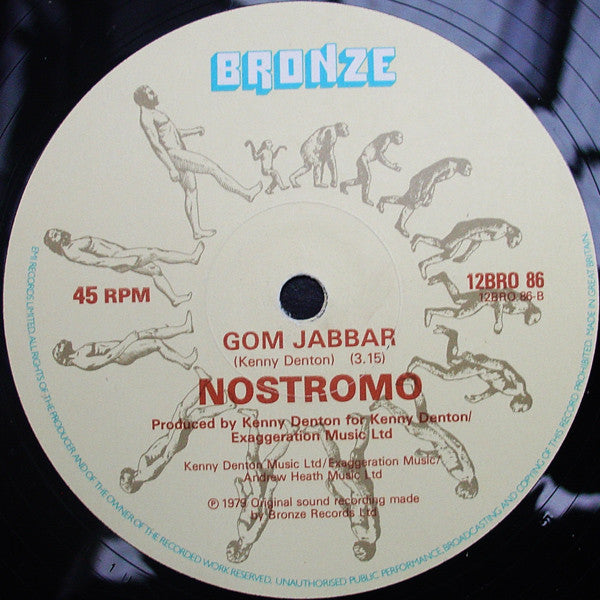 BRONZE
45 RPM
12BRO 86
12BRO 86-B
GOM JABBAR
(Kenny Denton) (3.15)
NOSTROMO
Produced by Kenny Denton for Kenny Denton/
Exaggeration Music Ltd
Kenny Denton Music Ltd/Exaggeration Music/
Andrew Heath Music Ltd
℗ 1979 Original sound recording made
by Bronze Records Ltd
EMI RECORDS LIMITED ALL RIGHTS OF THE PRODUCER AND OF THE OWNER OF THE RECORDED WORK RESERVED. UNAUTHORISED PUBLIC PERFORMANCE, BROADCASTING AND COPYING OF THIS RECORD PROHIBITED. MADE IN GREAT BRITAIN.